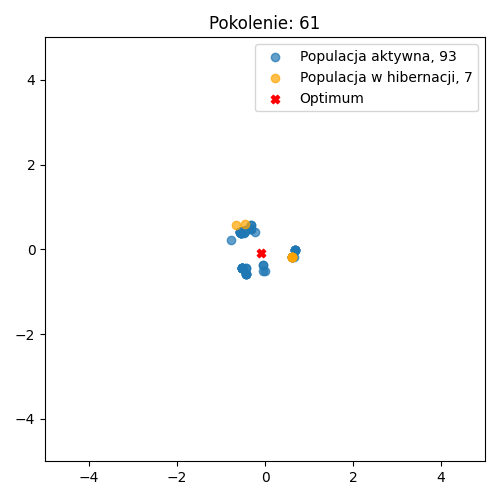 Pokolenie: 61
Populacja aktywna, 93
Populacja w hibernacji, 7
Optimum
4
2
0
−2
−4
−4
−2
0
2
4